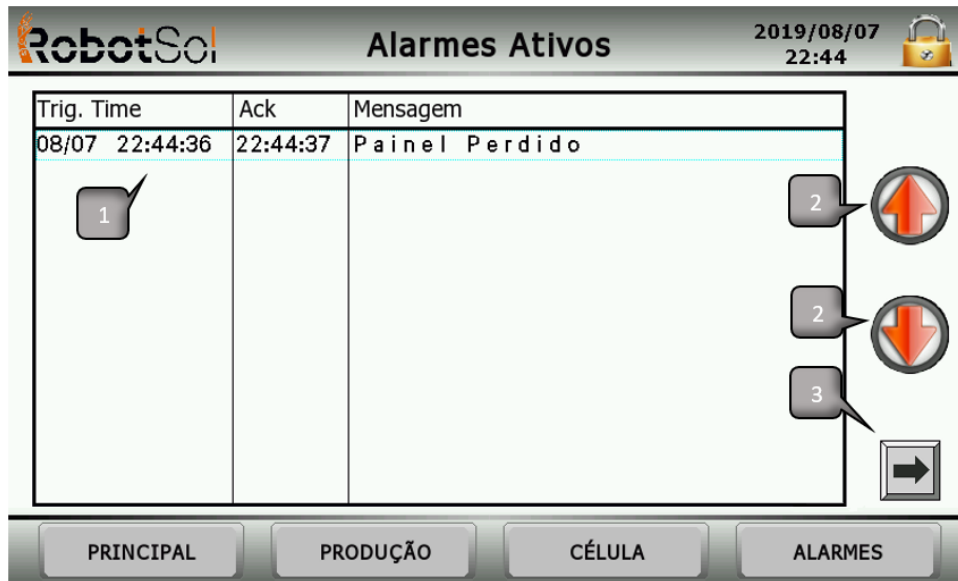 RobotSol
Alarmes Ativos
2019/08/07
22:44
Trig. Time Ack Mensagem
08/07 22:44:36 22:44:37 Painel Perdido
1
2
2
3
PRINCIPAL PRODUÇÃO CÉLULA ALARMES